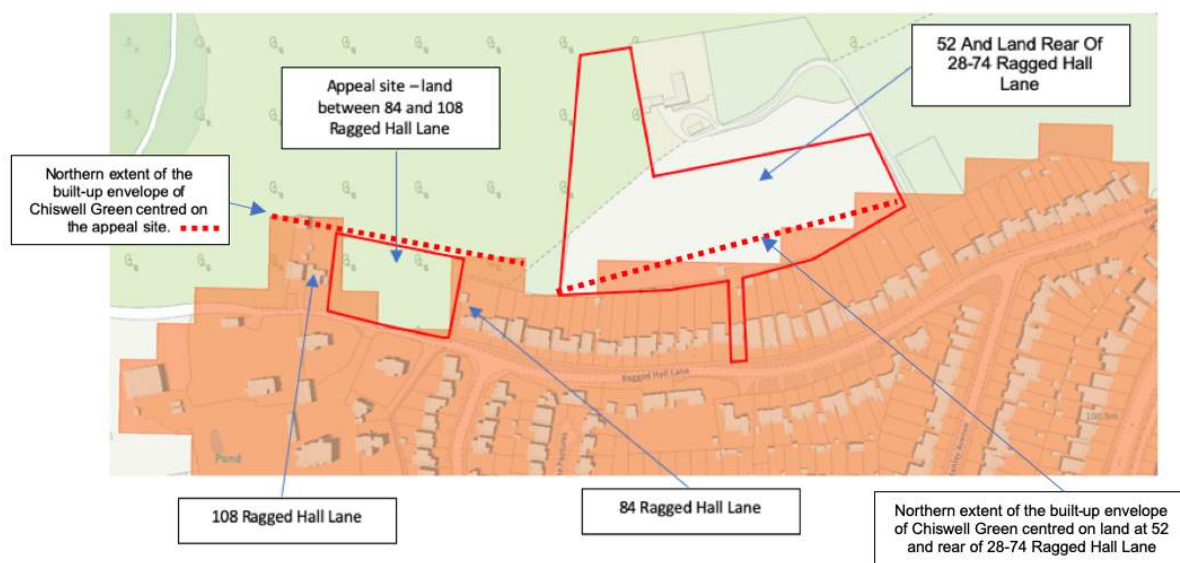 52 And Land Rear Of
28-74 Ragged Hall
Lane
Appeal site – land
between 84 and 108
Ragged Hall Lane
Northern extent of the
built-up envelope of
Chiswell Green centred on
the appeal site.
Ragged Hall Lane
Pond
108 Ragged Hall Lane
84 Ragged Hall Lane
Northern extent of the built-up envelope
of Chiswell Green centred on land at 52
and rear of 28-74 Ragged Hall Lane